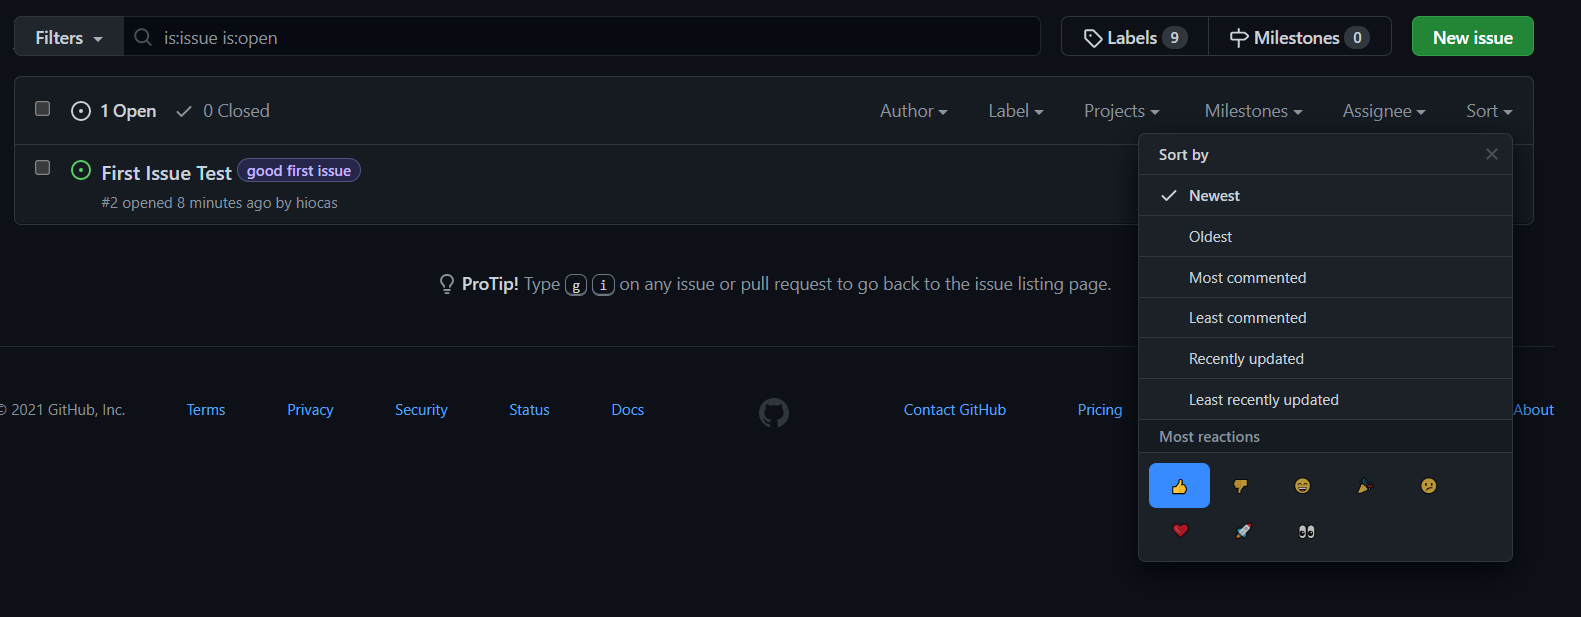 Filters is:issue is:open Labels 9 Milestones 0 New issue
1 Open 0 Closed Author Label Projects Milestones Assignee Sort
First Issue Test good first issue
#2 opened 8 minutes ago by hiocas
Sort by
Newest
Oldest
Most commented
Least commented
Recently updated
Least recently updated
Most reactions
ProTip! Type g i on any issue or pull request to go back to the issue listing page.
© 2021 GitHub, Inc. Terms Privacy Security Status Docs Contact GitHub Pricing About